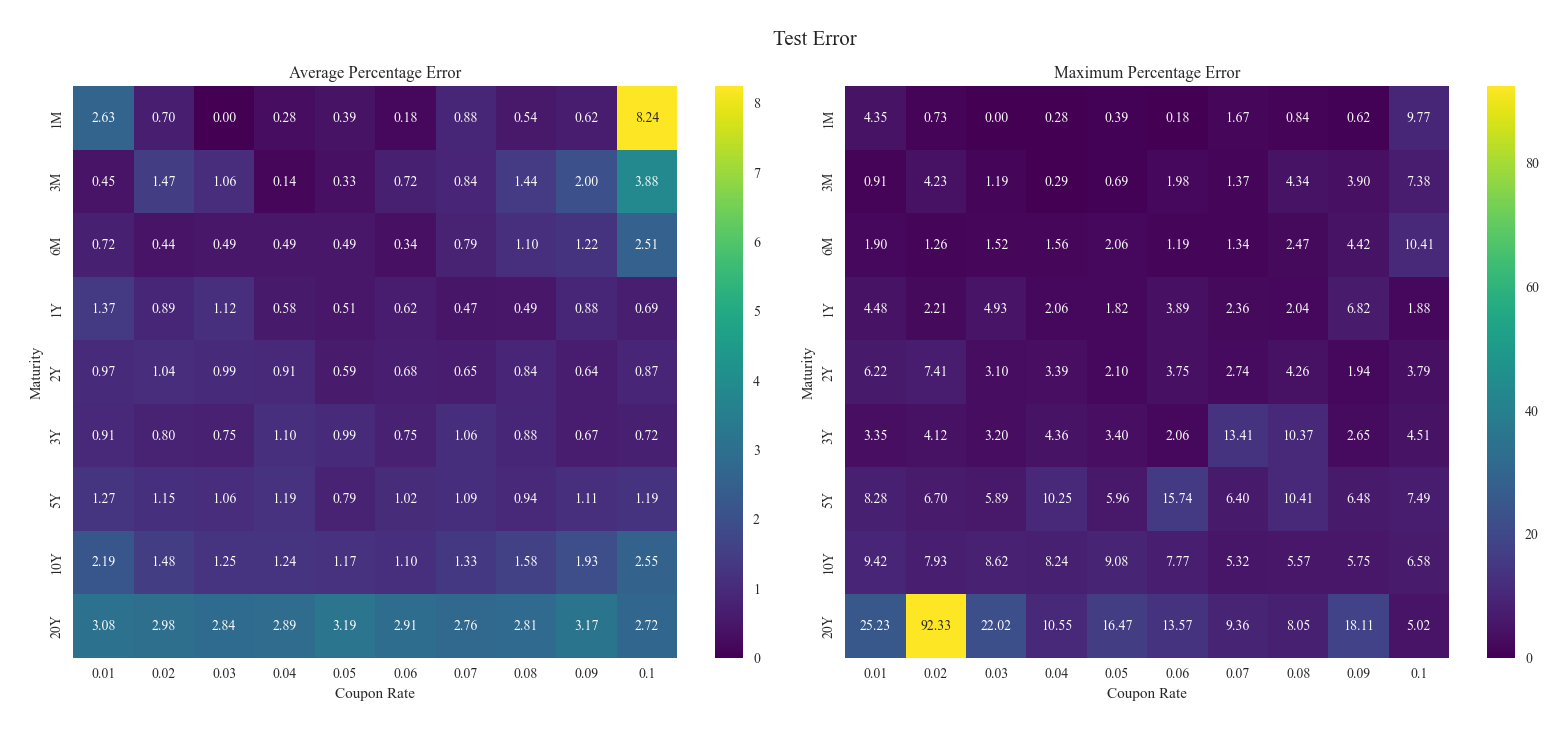 Test Error
Average Percentage Error
1M 2.63 0.70 0.00 0.28 0.39 0.18 0.88 0.54 0.62 8.24
3M 0.45 1.47 1.06 0.14 0.33 0.72 0.84 1.44 2.00 3.88
6M 0.72 0.44 0.49 0.49 0.49 0.34 0.79 1.10 1.22 2.51
1Y 1.37 0.89 1.12 0.58 0.51 0.62 0.47 0.49 0.88 0.69
2Y 0.97 1.04 0.99 0.91 0.59 0.68 0.65 0.84 0.64 0.87
3Y 0.91 0.80 0.75 1.10 0.99 0.75 1.06 0.88 0.67 0.72
5Y 1.27 1.15 1.06 1.19 0.79 1.02 1.09 0.94 1.11 1.19
10Y 2.19 1.48 1.25 1.24 1.17 1.10 1.33 1.58 1.93 2.55
20Y 3.08 2.98 2.84 2.89 3.19 2.91 2.76 2.81 3.17 2.72
0.01 0.02 0.03 0.04 0.05 0.06 0.07 0.08 0.09 0.1
Coupon Rate
Maturity
8
7
6
5
4
3
2
1
0
Maximum Percentage Error
1M 4.35 0.73 0.00 0.28 0.39 0.18 1.67 0.84 0.62 9.77
3M 0.91 4.23 1.19 0.29 0.69 1.98 1.37 4.34 3.90 7.38
6M 1.90 1.26 1.52 1.56 2.06 1.19 1.34 2.47 4.42 10.41
1Y 4.48 2.21 4.93 2.06 1.82 3.89 2.36 2.04 6.82 1.88
2Y 6.22 7.41 3.10 3.39 2.10 3.75 2.74 4.26 1.94 3.79
3Y 3.35 4.12 3.20 4.36 3.40 2.06 13.41 10.37 2.65 4.51
5Y 8.28 6.70 5.89 10.25 5.96 15.74 6.40 10.41 6.48 7.49
10Y 9.42 7.93 8.62 8.24 9.08 7.77 5.32 5.57 5.75 6.58
20Y 25.23 92.33 22.02 10.55 16.47 13.57 9.36 8.05 18.11 5.02
0.01 0.02 0.03 0.04 0.05 0.06 0.07 0.08 0.09 0.1
Coupon Rate
Maturity
80
60
40
20
0